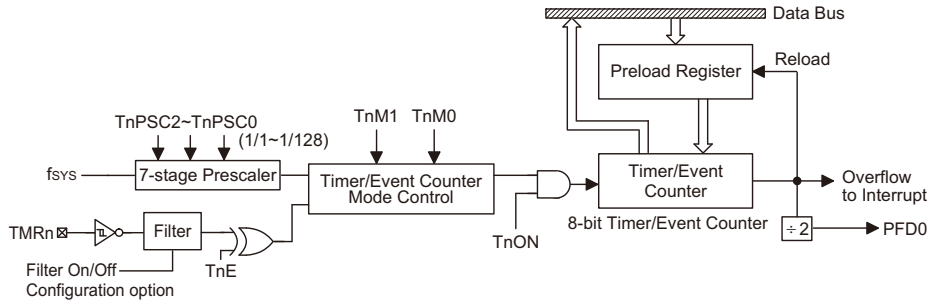 Data Bus
Preload Register
Reload
TnPSC2~TnPSC0
(1/1~1/128)
TnM1
TnM0
fSYS
7-stage Prescaler
Timer/Event Counter
Mode Control
Timer/Event
Counter
Overflow
to Interrupt
8-bit Timer/Event Counter
TMRn
Filter
TnE
TnON
÷2
PFD0
Filter On/Off
Configuration option